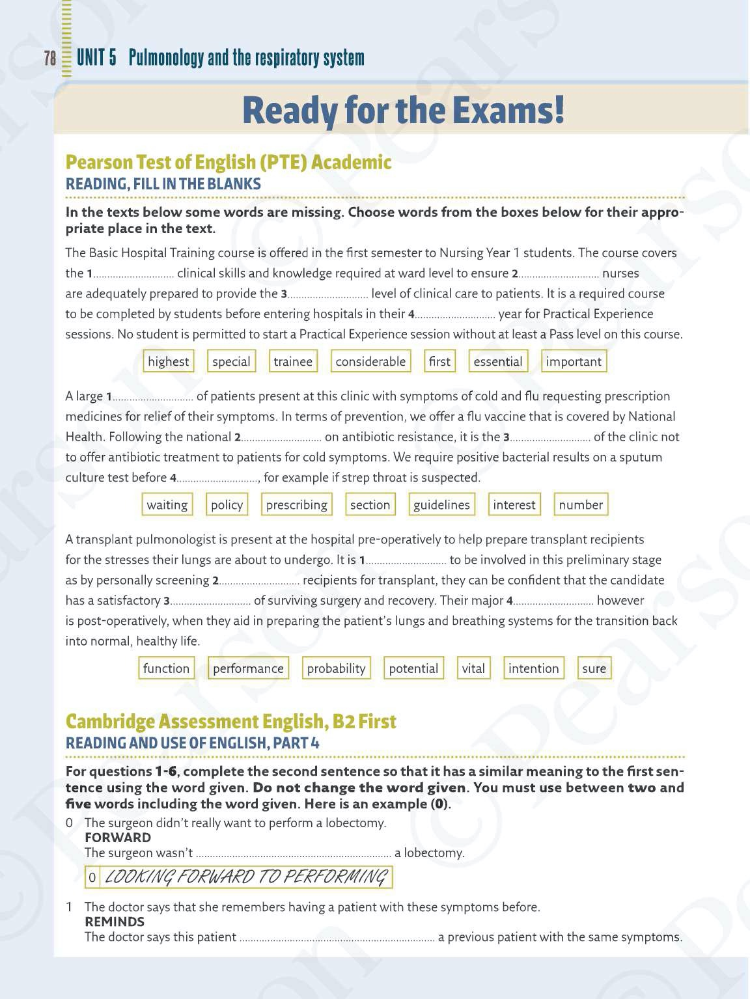 78 UNIT 5 Pulmonology and the respiratory system
Ready for the Exams!
Pearson Test of English (PTE) Academic
READING, FILL IN THE BLANKS
In the texts below some words are missing. Choose words from the boxes below for their appro-
priate place in the text.
The Basic Hospital Training course is offered in the first semester to Nursing Year 1 students. The course covers
the 1............................. clinical skills and knowledge required at ward level to ensure 2............................. nurses
are adequately prepared to provide the 3............................. level of clinical care to patients. It is a required course
to be completed by students before entering hospitals in their 4............................. year for Practical Experience
sessions. No student is permitted to start a Practical Experience session without at least a Pass level on this course.
highest special trainee considerable first essential important
A large 1............................. of patients present at this clinic with symptoms of cold and flu requesting prescription
medicines for relief of their symptoms. In terms of prevention, we offer a flu vaccine that is covered by National
Health. Following the national 2............................. on antibiotic resistance, it is the 3............................. of the clinic not
to offer antibiotic treatment to patients for cold symptoms. We require positive bacterial results on a sputum
culture test before 4............................., for example if strep throat is suspected.
waiting policy prescribing section guidelines interest number
A transplant pulmonologist is present at the hospital pre-operatively to help prepare transplant recipients
for the stresses their lungs are about to undergo. It is 1............................. to be involved in this preliminary stage
as by personally screening 2............................. recipients for transplant, they can be confident that the candidate
has a satisfactory 3............................. of surviving surgery and recovery. Their major 4............................. however
is post-operatively, when they aid in preparing the patient's lungs and breathing systems for the transition back
into normal, healthy life.
function performance probability potential vital intention sure
Cambridge Assessment English, B2 First
READING AND USE OF ENGLISH, PART 4
For questions 1-6, complete the second sentence so that it has a similar meaning to the first sen-
tence using the word given. Do not change the word given. You must use between two and
five words including the word given. Here is an example (0).
0 The surgeon didn't really want to perform a lobectomy.
FORWARD
The surgeon wasn't ...................................................................... a lobectomy.
0 LOOKING FORWARD TO PERFORMING
1 The doctor says that she remembers having a patient with these symptoms before.
REMINDS
The doctor says this patient ...................................................................... a previous patient with the same symptoms.
© Pearson